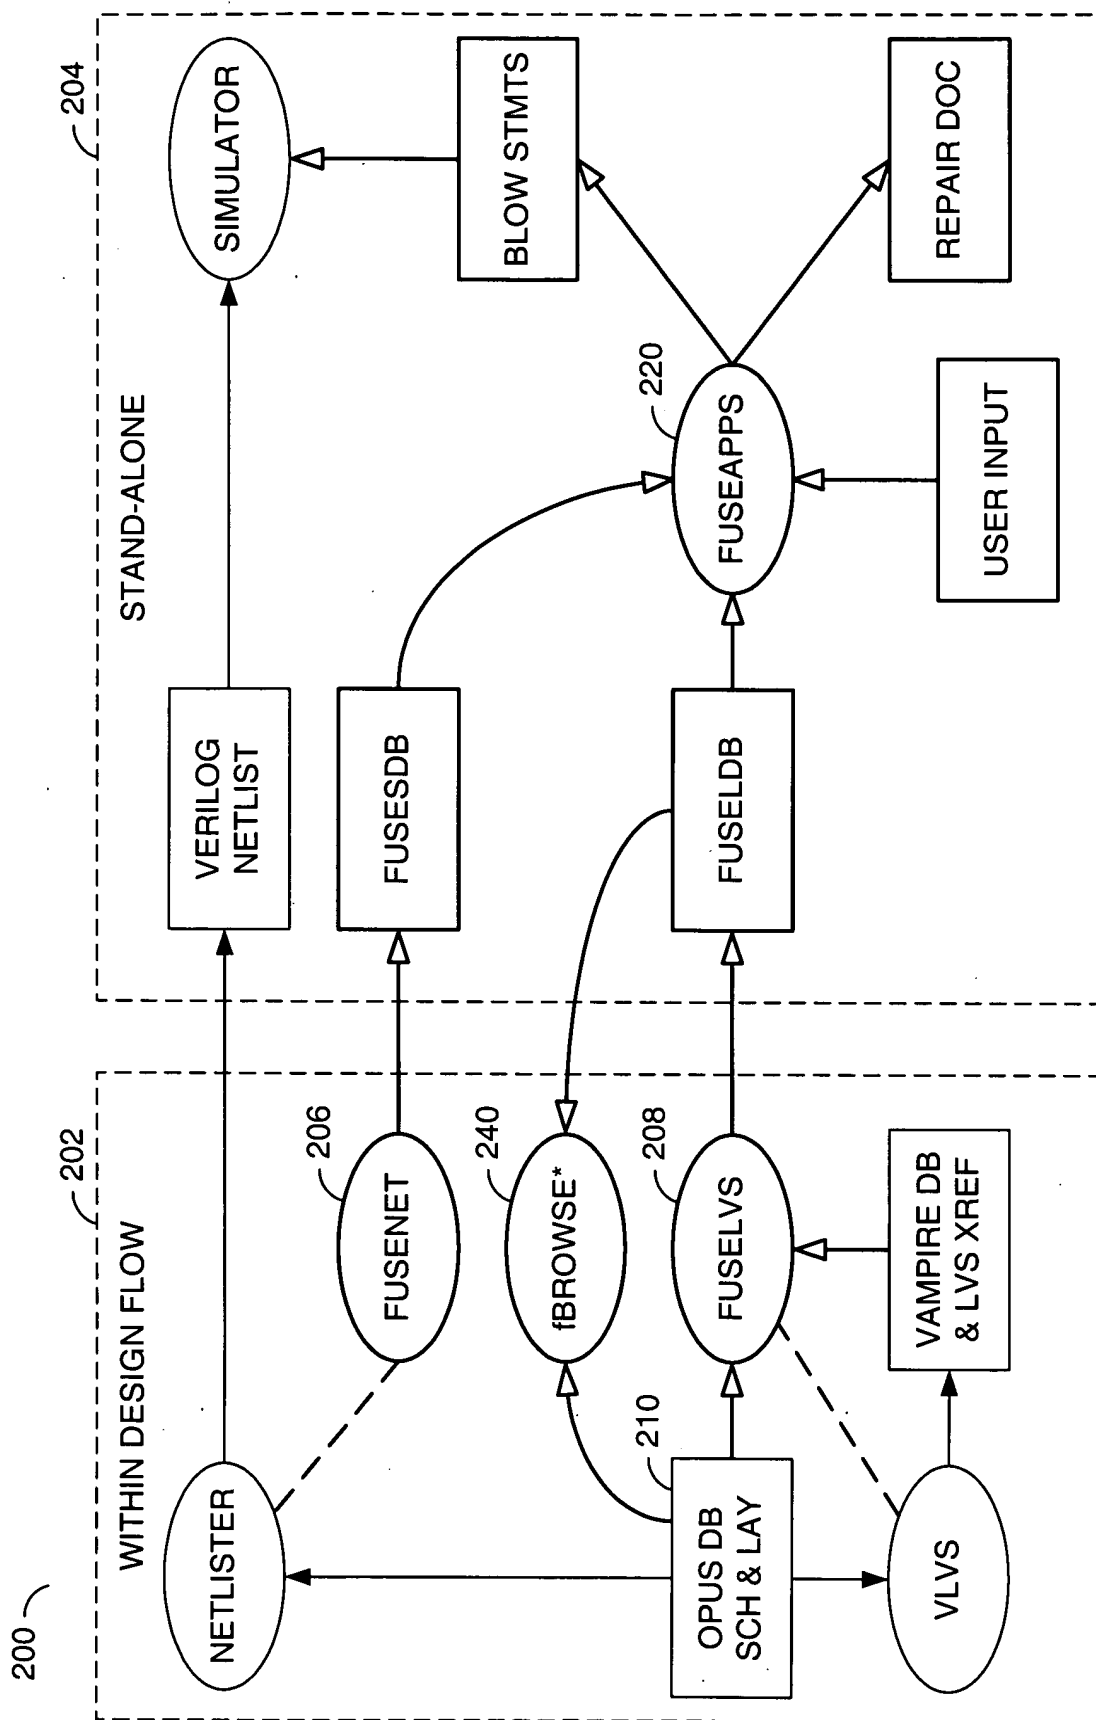 200
202
WITHIN DESIGN FLOW
NETLISTER
FUSENET
206
fBROWSE*
240
OPUS DB
SCH & LAY
210
FUSELVS
208
VLVS
VAMPIRE DB
& LVS XREF
204
STAND-ALONE
VERILOG
NETLIST
SIMULATOR
FUSESDB
BLOW STMTS
FUSELDB
FUSEAPPS
220
USER INPUT
REPAIR DOC